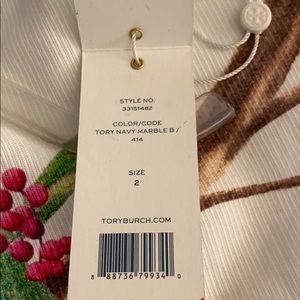 STYLE NO.
33151482
COLOR/CODE
TORY NAVY MARBLE B /
414
SIZE
2
TORYBURCH.COM
8 88736 79934 0